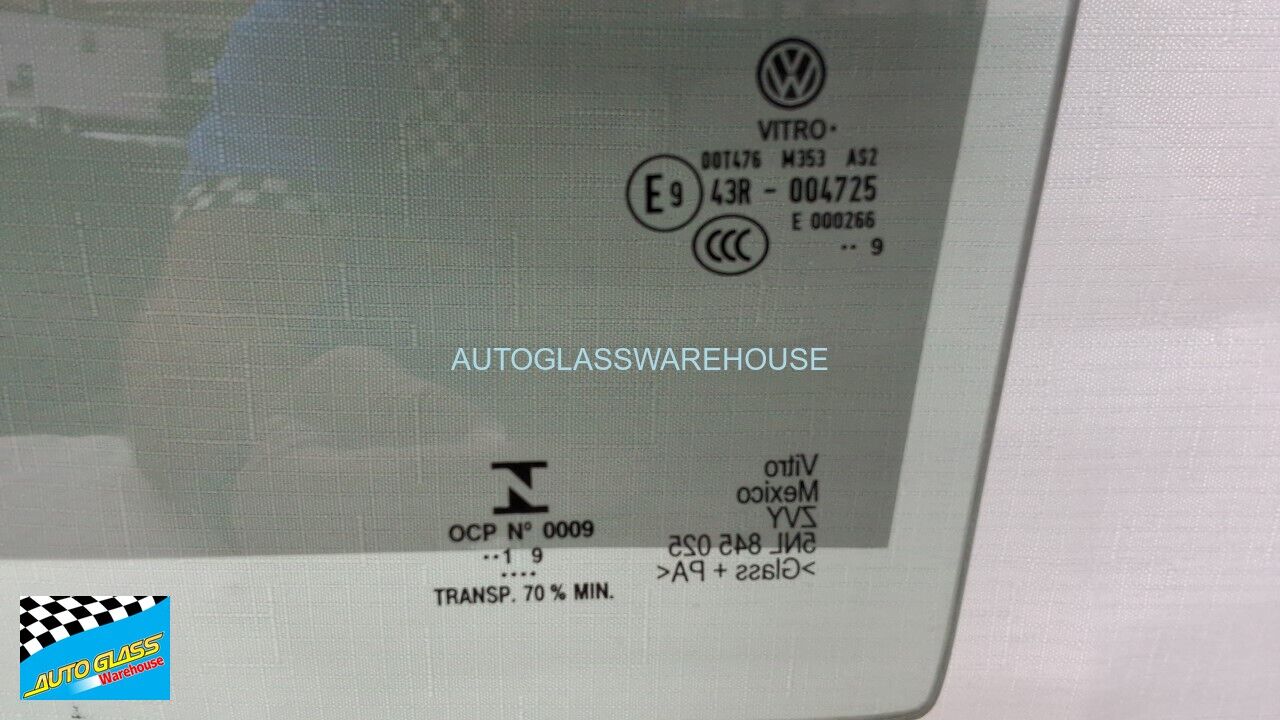 VITRO·
00T476 M353 AS2
E9 43R - 004725
E 000266
CCC
·· 9
AUTOGLASSWAREHOUSE
Vitro
Mexico
ZVY
5NL 845 025
>Glass + PA<
N
OCP Nº 0009
··1 9
····
TRANSP. 70 % MIN.
AUTO GLASS
Warehouse